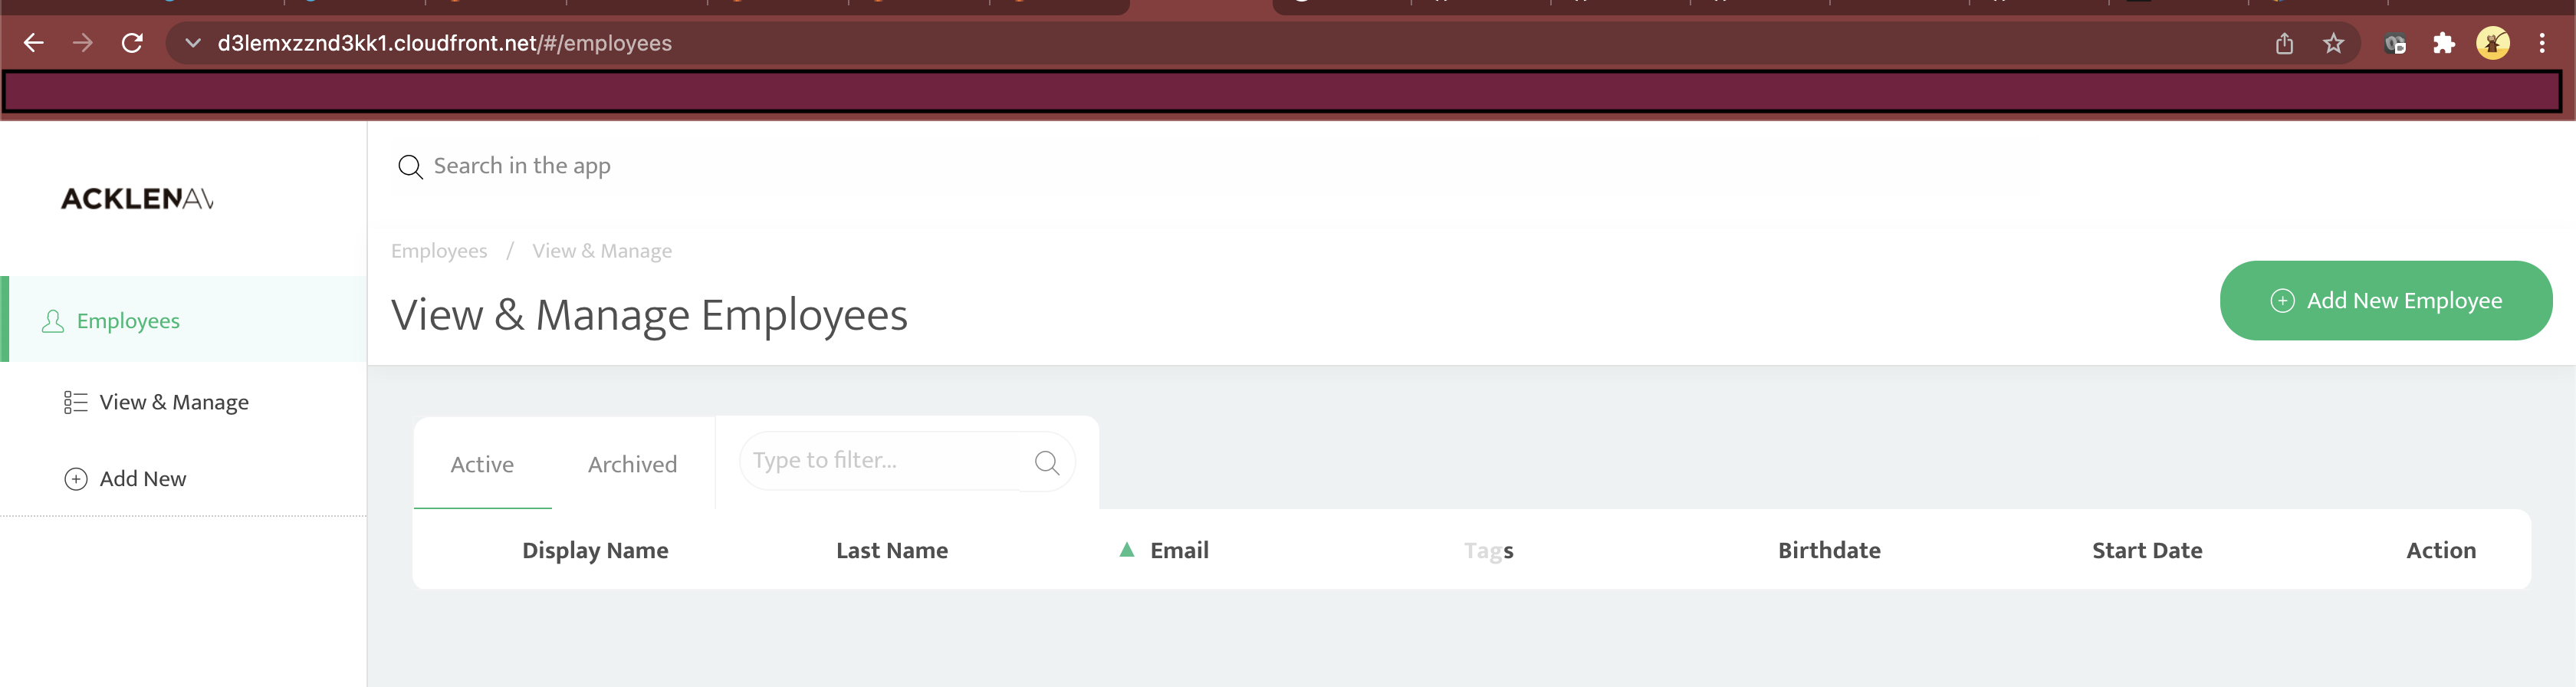 d3lemxzznd3kk1.cloudfront.net/#/employees
Search in the app
ACKLENAV
Employees / View & Manage
View & Manage Employees
Add New Employee
Employees
View & Manage
Add New
Active Archived Type to filter...
Display Name Last Name ▲ Email Tags Birthdate Start Date Action